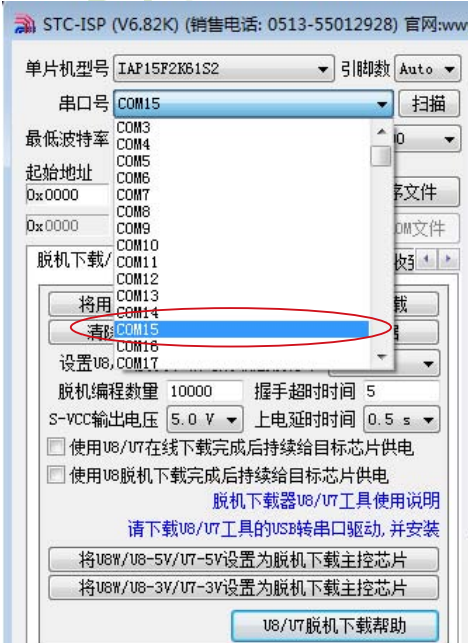 STC-ISP (V6.82K) (销售电话: 0513-55012928) 官网:ww
单片机型号 IAP15F2K61S2 引脚数 Auto
串口号 COM15 扫描
COM3
最低波特率 COM4
COM5
起始地址 COM6
0x0000 COM7 序文件
COM8
0x0000 COM9 OM文件
COM10
脱机下载/ COM11 收到
COM12
将用 COM13 载
COM14
清除 COM15
COM16
设置U8, COM17
脱机编程数量 10000 握手超时时间 5
S-VCC输出电压 5.0 V 上电延时时间 0.5 s
使用U8/U7在线下载完成后持续给目标芯片供电
使用U8脱机下载完成后持续给目标芯片供电
脱机下载器U8/U7工具使用说明
请下载U8/U7工具的USB转串口驱动,并安装
将U8W/U8-5V/U7-5V设置为脱机下载主控芯片
将U8W/U8-3V/U7-3V设置为脱机下载主控芯片
U8/U7脱机下载帮助